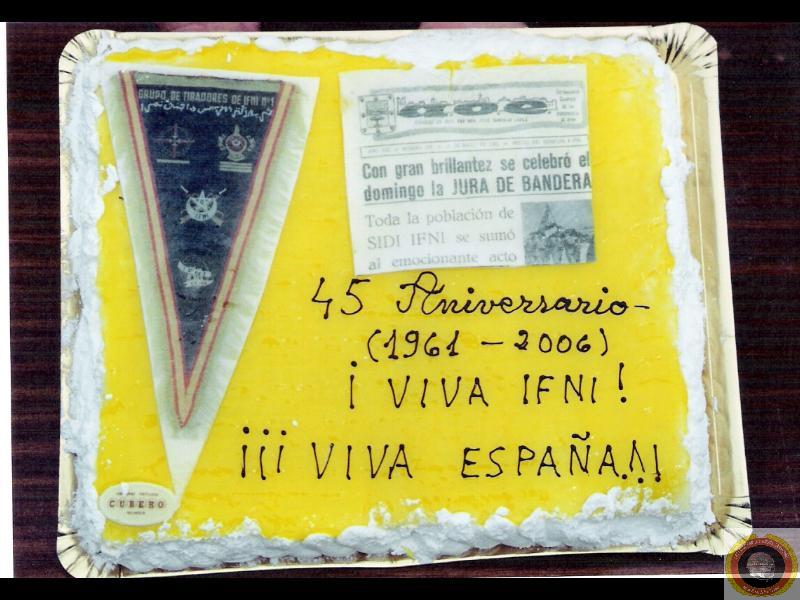 GRUPO DE TIRADORES DE IFNI nº1
IFNI
Con gran brillantez se celebró el
domingo la JURA DE BANDERA
Toda la población de
SIDI IFNI se sumó
al emocionante acto
45 Aniversario-
(1961 - 2006)
¡ VIVA IFNI!
¡¡¡ VIVA ESPAÑA!!!
CUBERO